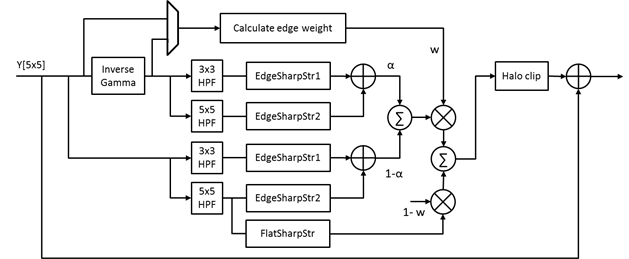 Calculate edge weight
w
Y[5x5]
Inverse
Gamma
3x3
HPF
EdgeSharpStr1
α
Halo clip
5x5
HPF
EdgeSharpStr2
Σ
3x3
HPF
EdgeSharpStr1
1-α
Σ
5x5
HPF
EdgeSharpStr2
1- w
FlatSharpStr